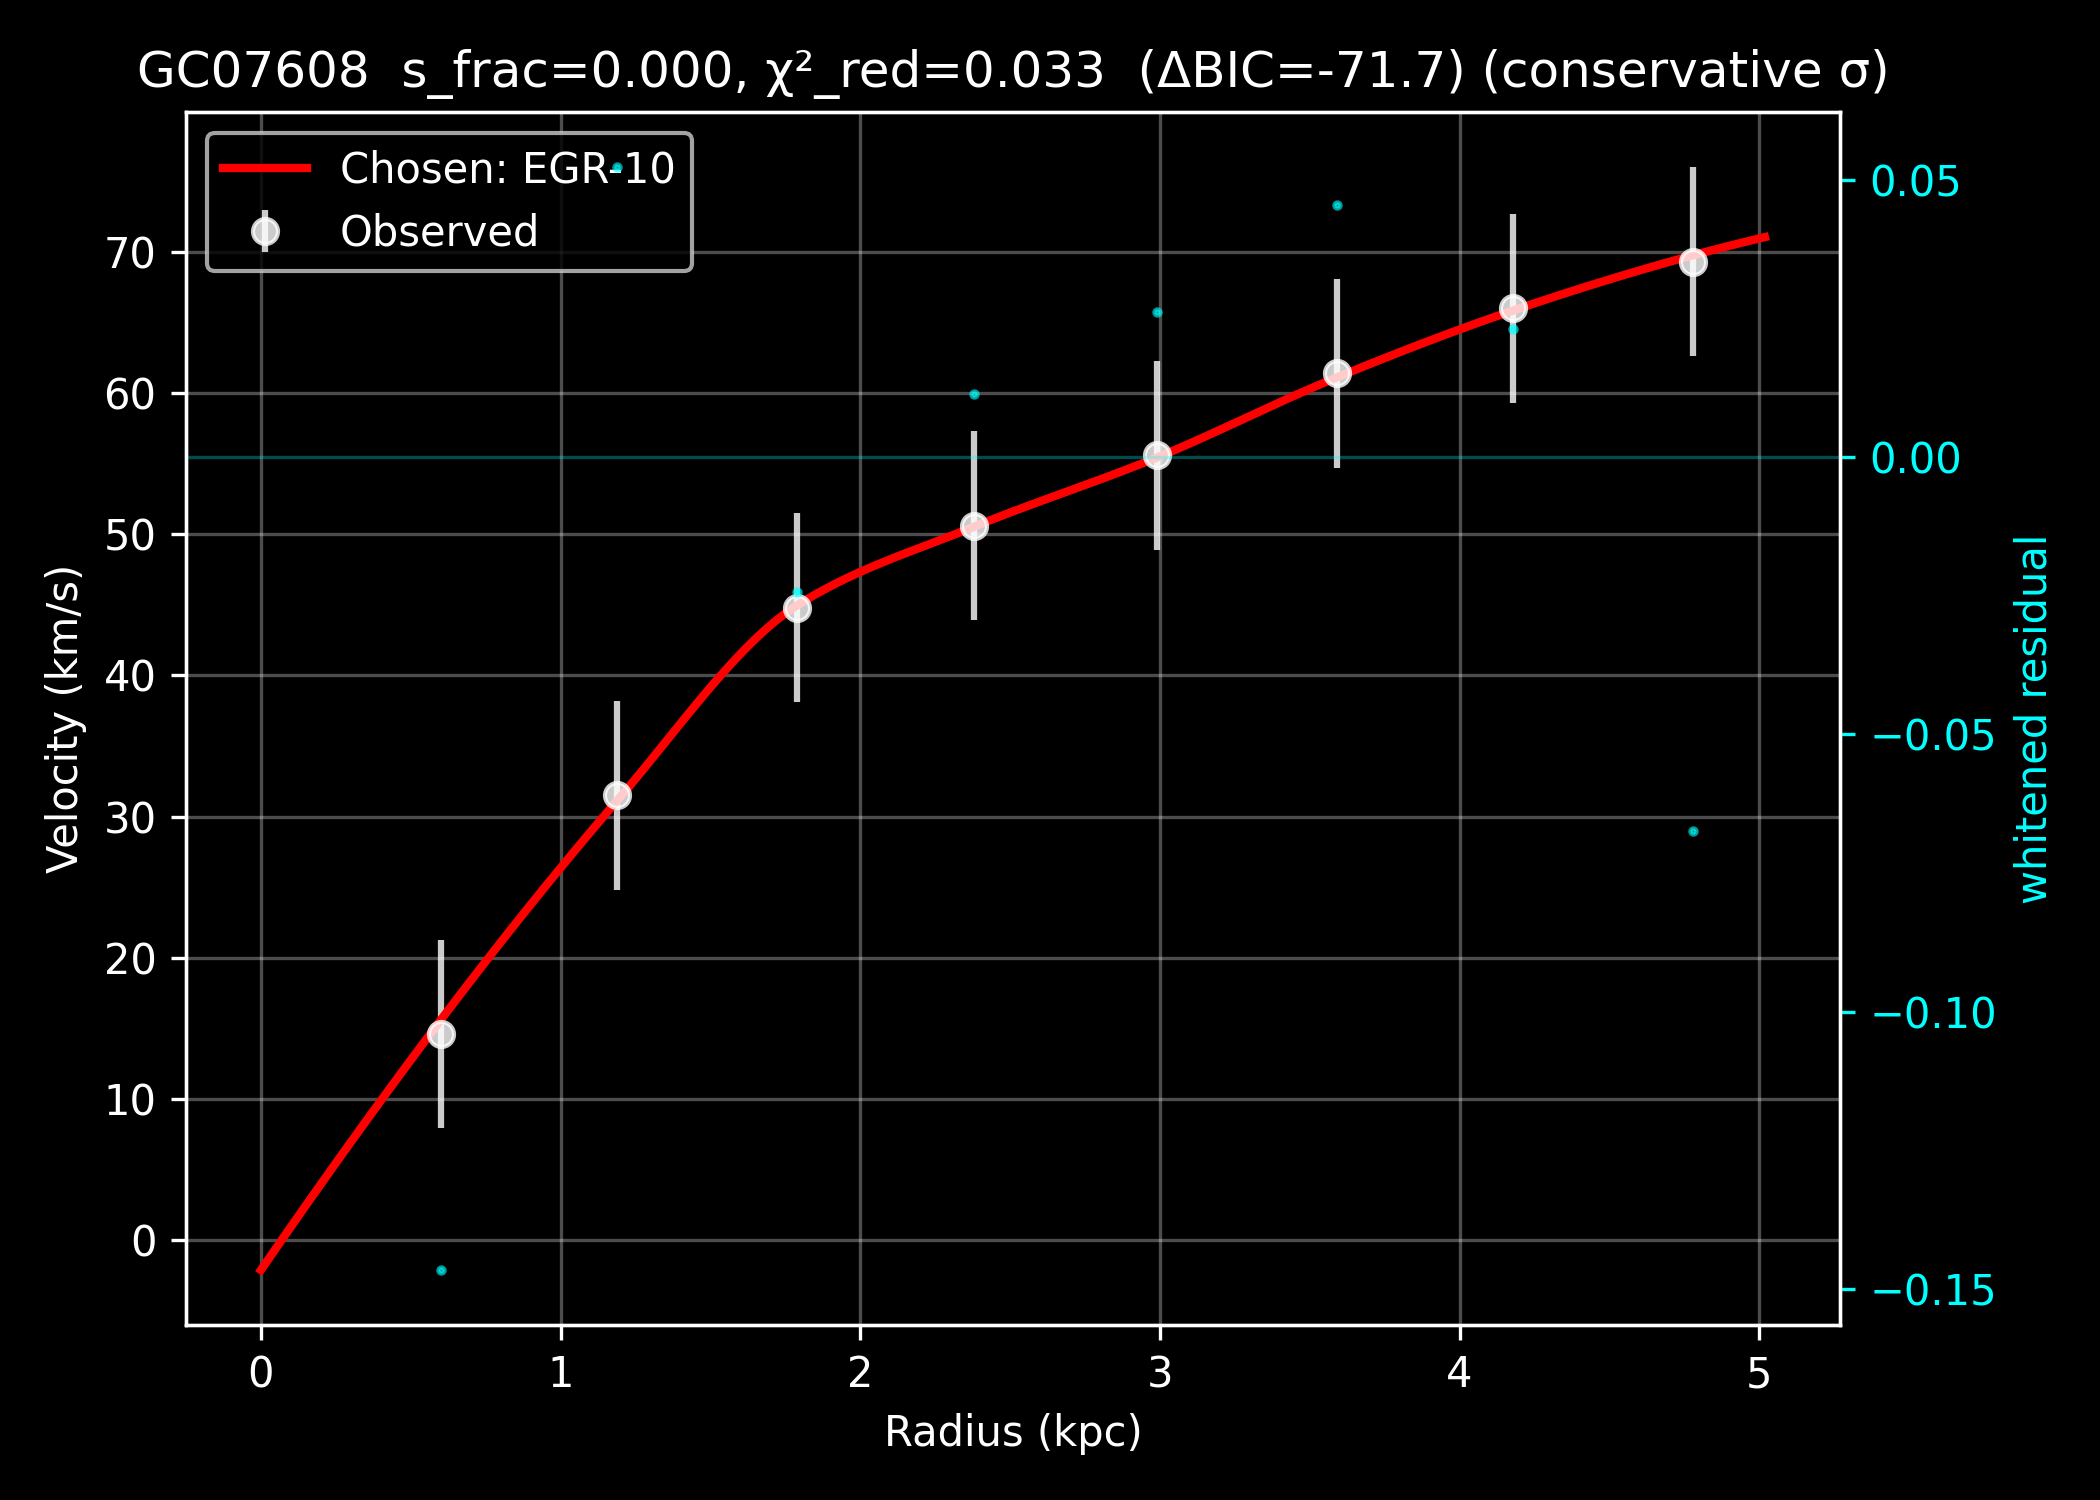 GC07608  s_frac=0.000, χ²_red=0.033  (ΔBIC=-71.7) (conservative σ)
Chosen: EGR-10
Observed
Velocity (km/s)
70
60
50
40
30
20
10
0
0.05
0.00
−0.05
−0.10
−0.15
whitened residual
0 1 2 3 4 5
Radius (kpc)